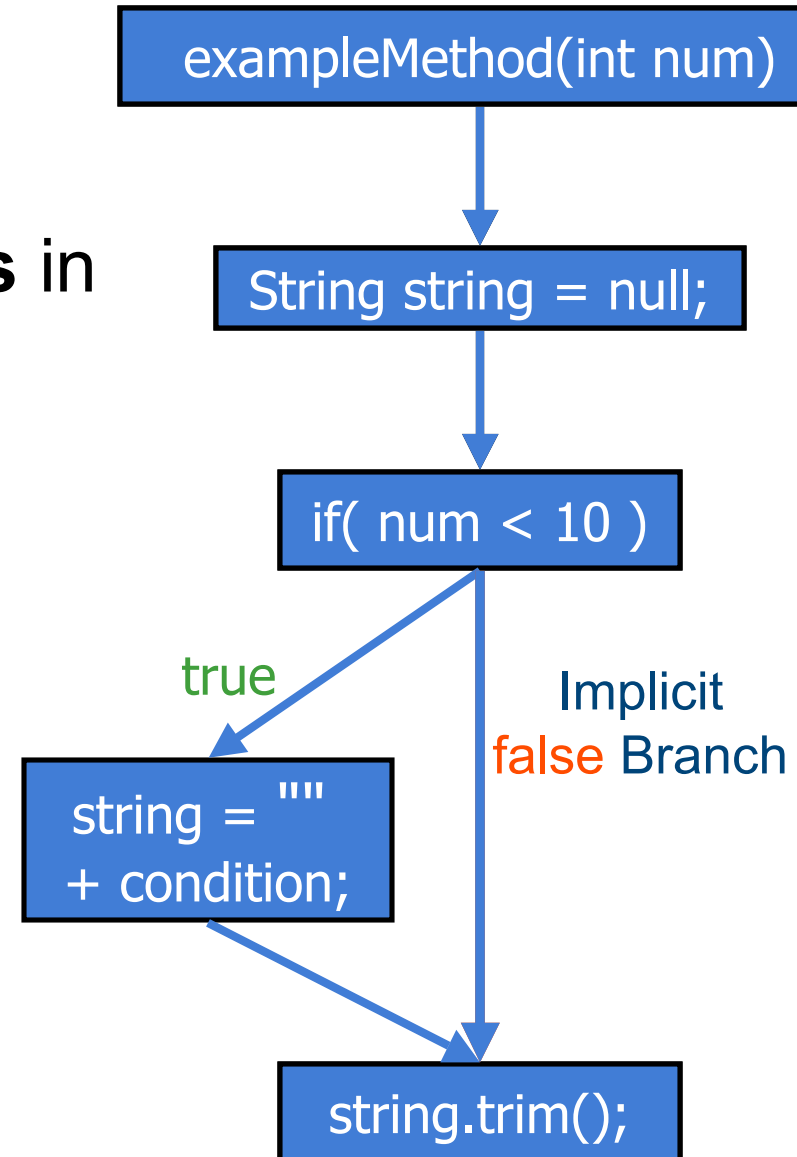 exampleMethod(int num)
s in
String string = null;
if( num < 10 )
true
Implicit
false Branch
string = ""
+ condition;
string.trim();